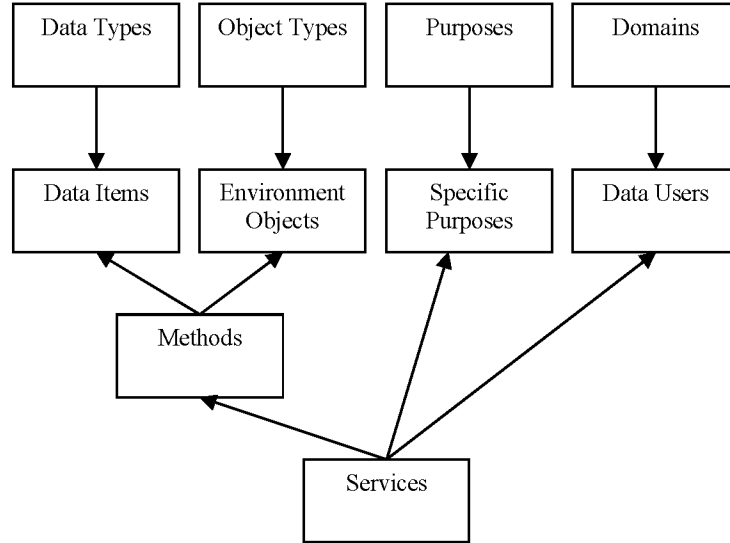 Data Types
Object Types
Purposes
Domains
Data Items
Environment
Objects
Specific
Purposes
Data Users
Methods
Services